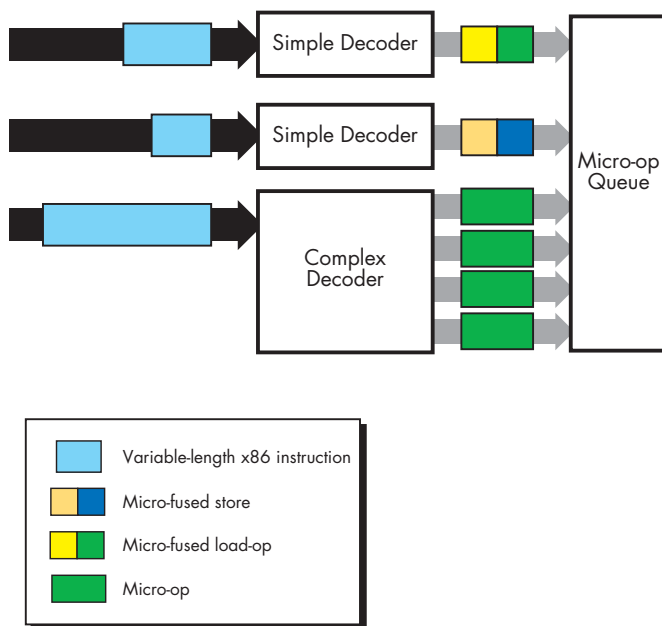 Simple Decoder
Simple Decoder
Micro-op
Queue
Complex
Decoder
Variable-length x86 instruction
Micro-fused store
Micro-fused load-op
Micro-op